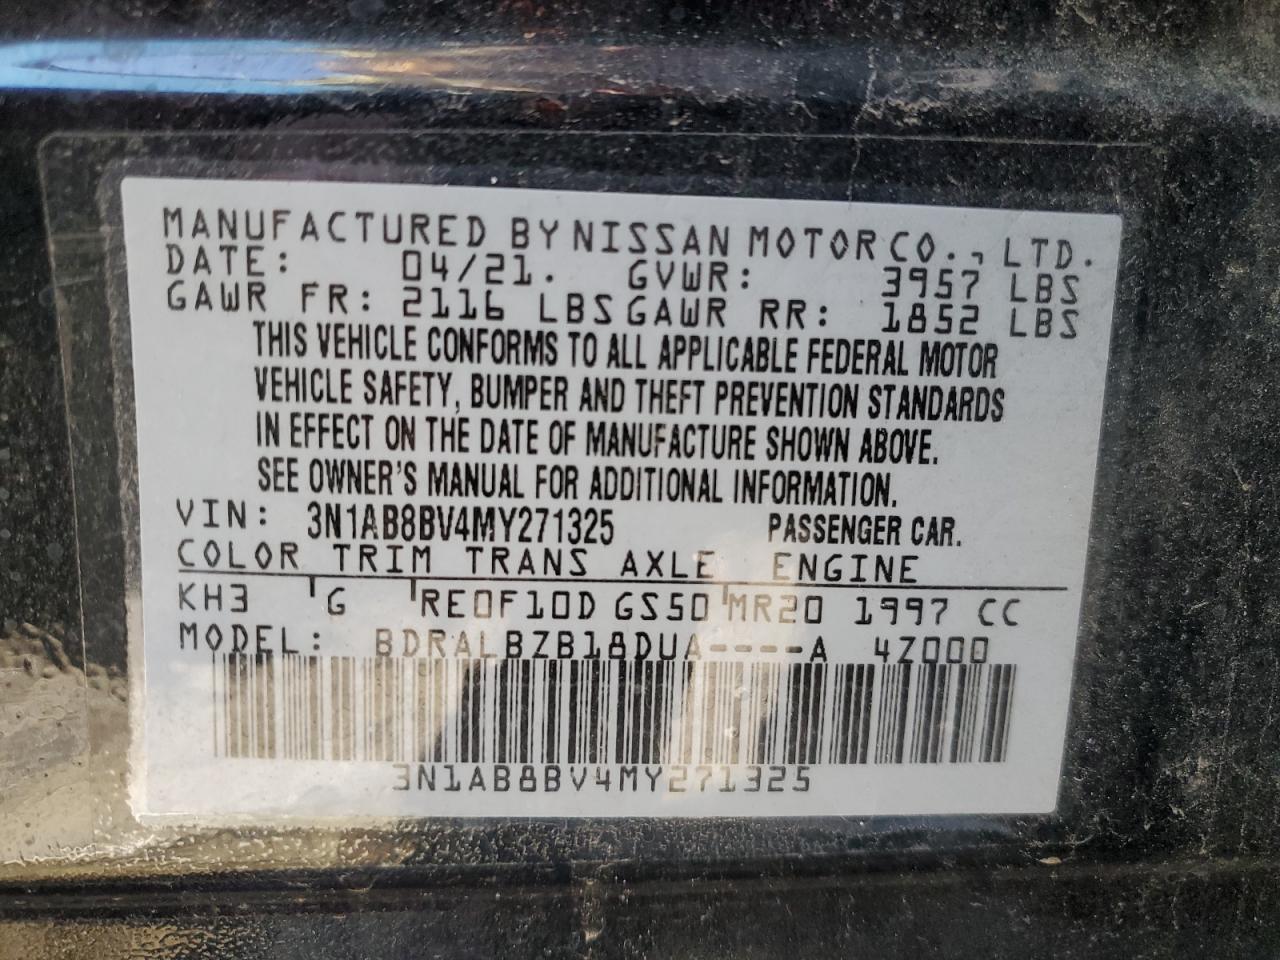 MANUFACTURED BY NISSAN MOTOR CO., LTD.
DATE: 04/21. GVWR: 3957 LBS
GAWR FR: 2116 LBS GAWR RR: 1852 LBS
THIS VEHICLE CONFORMS TO ALL APPLICABLE FEDERAL MOTOR
VEHICLE SAFETY, BUMPER AND THEFT PREVENTION STANDARDS
IN EFFECT ON THE DATE OF MANUFACTURE SHOWN ABOVE.
SEE OWNER'S MANUAL FOR ADDITIONAL INFORMATION.
VIN: 3N1AB8BV4MY271325 PASSENGER CAR.
COLOR TRIM TRANS AXLE ENGINE
KH3 G RE0F10D GS50 MR20 1997 CC
MODEL: BDRALBZB18DUA----A 4Z000
3N1AB8BV4MY271325